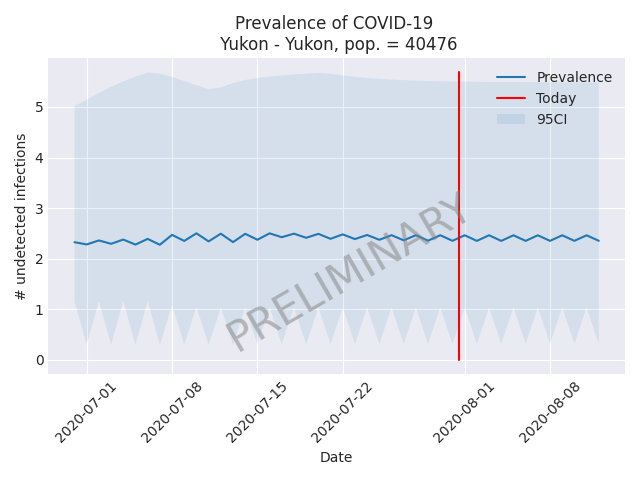 Prevalence of COVID-19
Yukon - Yukon, pop. = 40476
Prevalence
Today
95CI
PRELIMINARY
# undetected infections
5
4
3
2
1
0
2020-07-01
2020-07-08
2020-07-15
2020-07-22
2020-08-01
2020-08-08
Date